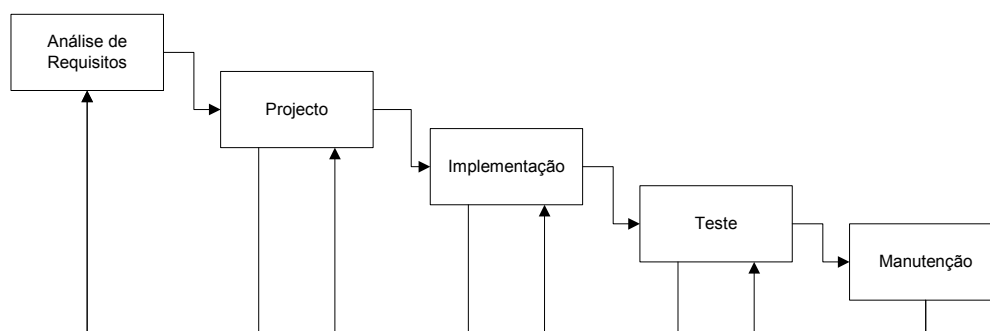 Análise de
Requisitos
Projecto
Implementação
Teste
Manutenção